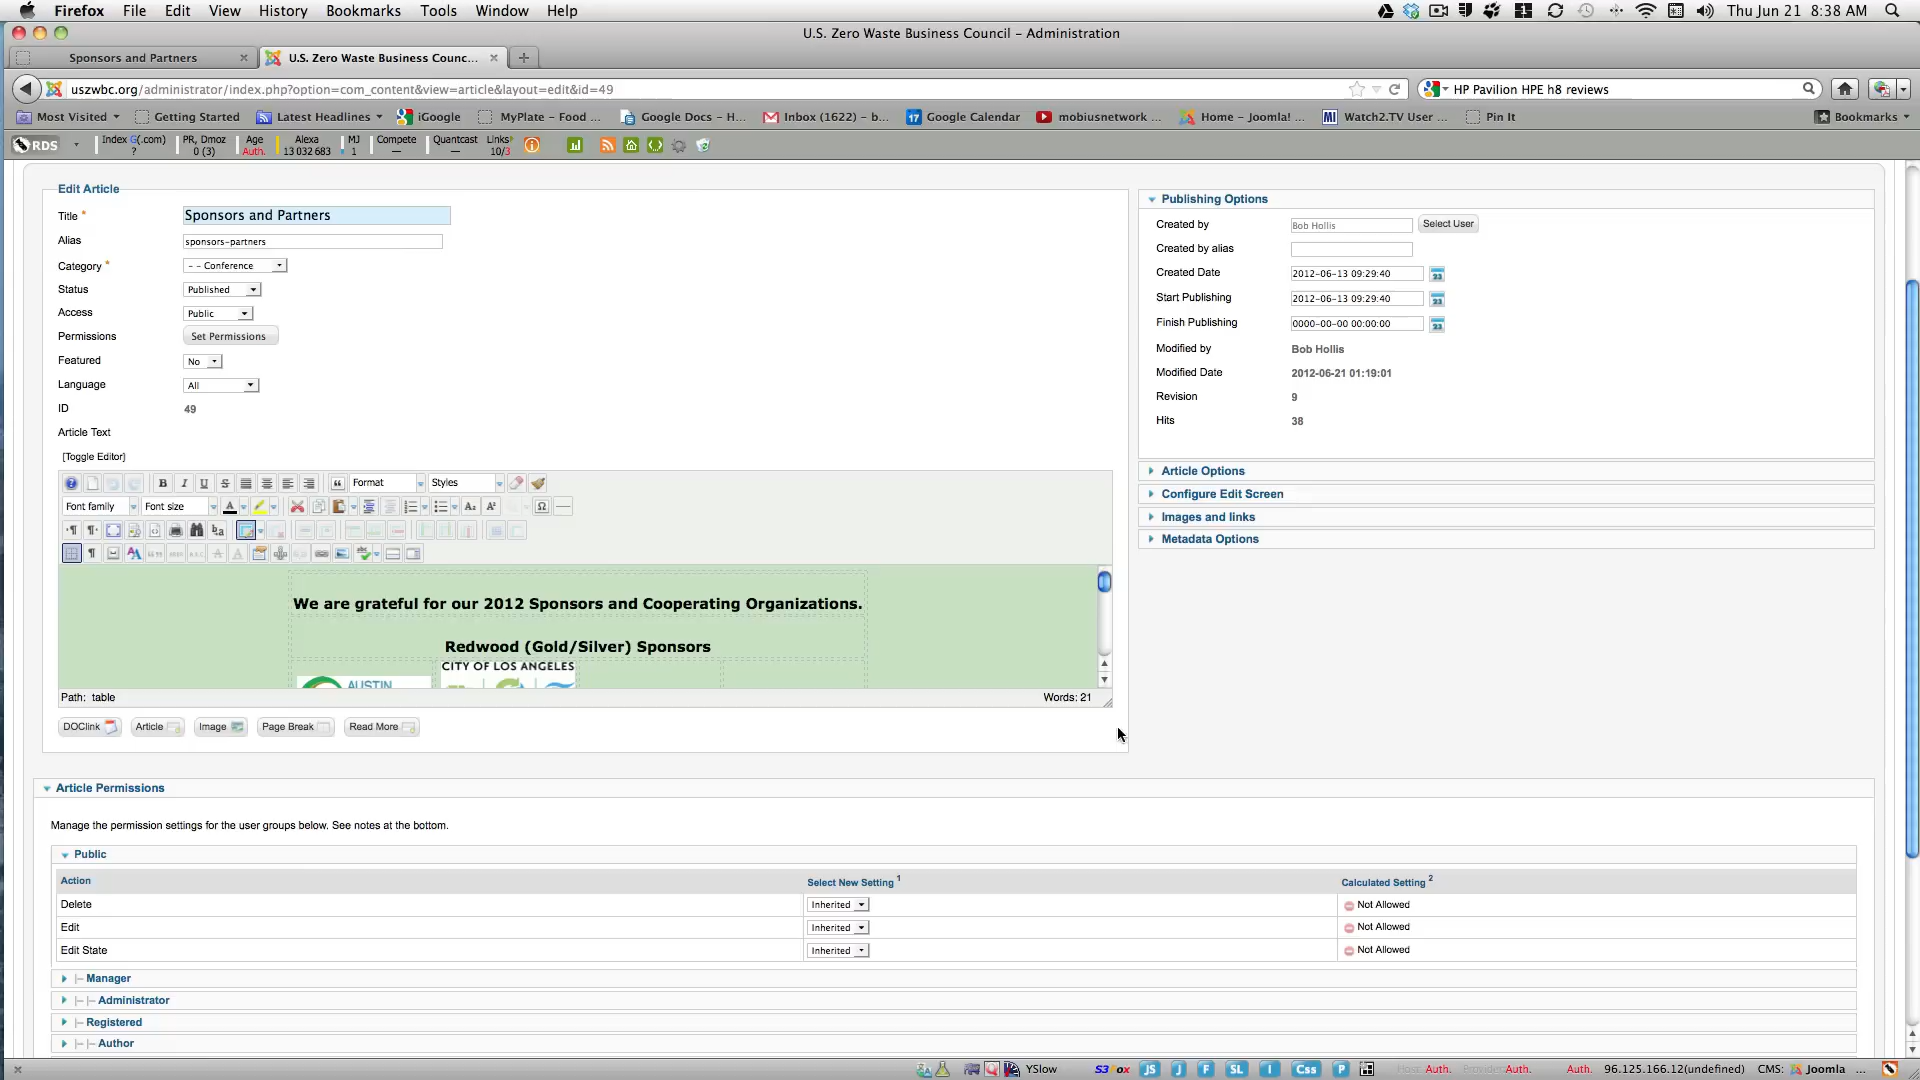 Firefox File Edit View History Bookmarks Tools Window Help Thu Jun 21 8:38 AM
U.S. Zero Waste Business Council – Administration
Sponsors and Partners U.S. Zero Waste Business Counc...
uszwbc.org/administrator/index.php?option=com_content&view=article&layout=edit&id=49 HP Pavilion HPE h8 reviews
Most Visited Getting Started Latest Headlines iGoogle MyPlate – Food ... Google Docs – H... Inbox (1622) – b... 17 Google Calendar mobiusnetwork ... Home – Joomla! ... Watch2.TV User ... Pin It Bookmarks
RDS Index G(.com) PR, Dmoz Age Alexa MJ Compete Quantcast Links
? 0 (3) Auth. 13 032 683 1 — — 10/3
Edit Article
Title * Sponsors and Partners
Alias sponsors-partners
Category * – – Conference
Status Published
Access Public
Permissions Set Permissions
Featured No
Language All
ID 49
Article Text
[Toggle Editor]
Format Styles
Font family Font size
We are grateful for our 2012 Sponsors and Cooperating Organizations.
Redwood (Gold/Silver) Sponsors
CITY OF LOS ANGELES
AUSTIN
Path: table Words: 21
DOClink Article Image Page Break Read More
Publishing Options
Created by Bob Hollis Select User
Created by alias
Created Date 2012-06-13 09:29:40
Start Publishing 2012-06-13 09:29:40
Finish Publishing 0000-00-00 00:00:00
Modified by Bob Hollis
Modified Date 2012-06-21 01:19:01
Revision 9
Hits 38
Article Options
Configure Edit Screen
Images and links
Metadata Options
Article Permissions
Manage the permission settings for the user groups below. See notes at the bottom.
Public
Action Select New Setting 1 Calculated Setting 2
Delete Inherited Not Allowed
Edit Inherited Not Allowed
Edit State Inherited Not Allowed
|– Manager
|– |– Administrator
|– Registered
|– |– Author
YSlow S3Fox JS J F SL I Css P Host Auth. Provider Auth. Auth. 96.125.166.12(undefined) CMS: Joomla ...